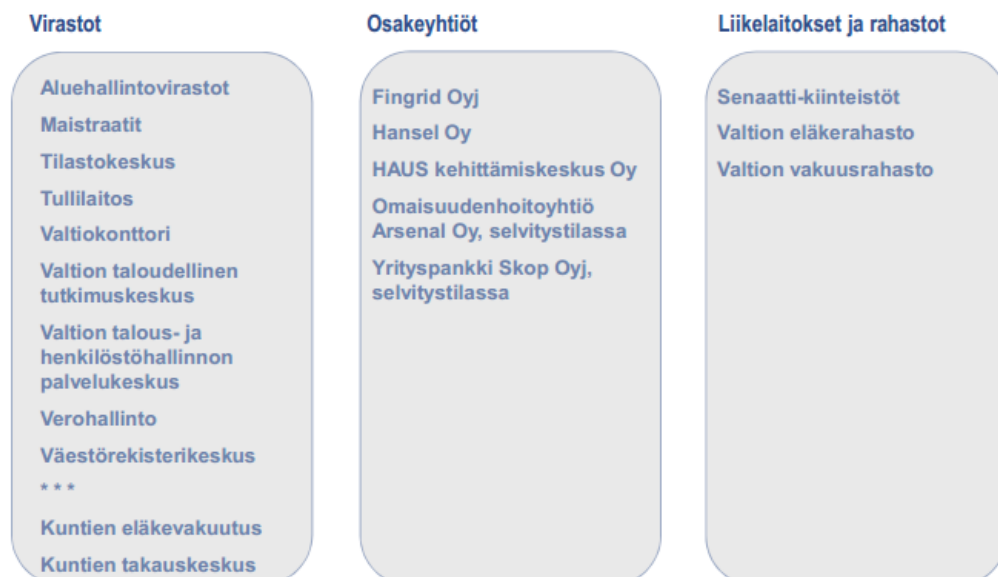 Virastot
Aluehallintovirastot
Maistraatit
Tilastokeskus
Tullilaitos
Valtiokonttori
Valtion taloudellinen
tutkimuskeskus
Valtion talous- ja
henkilöstöhallinnon
palvelukeskus
Verohallinto
Väestörekisterikeskus
* * *
Kuntien eläkevakuutus
Kuntien takauskeskus
Osakeyhtiöt
Fingrid Oyj
Hansel Oy
HAUS kehittämiskeskus Oy
Omaisuudenhoitoyhtiö
Arsenal Oy, selvitystilassa
Yrityspankki Skop Oyj,
selvitystilassa
Liikelaitokset ja rahastot
Senaatti-kiinteistöt
Valtion eläkerahasto
Valtion vakuusrahasto